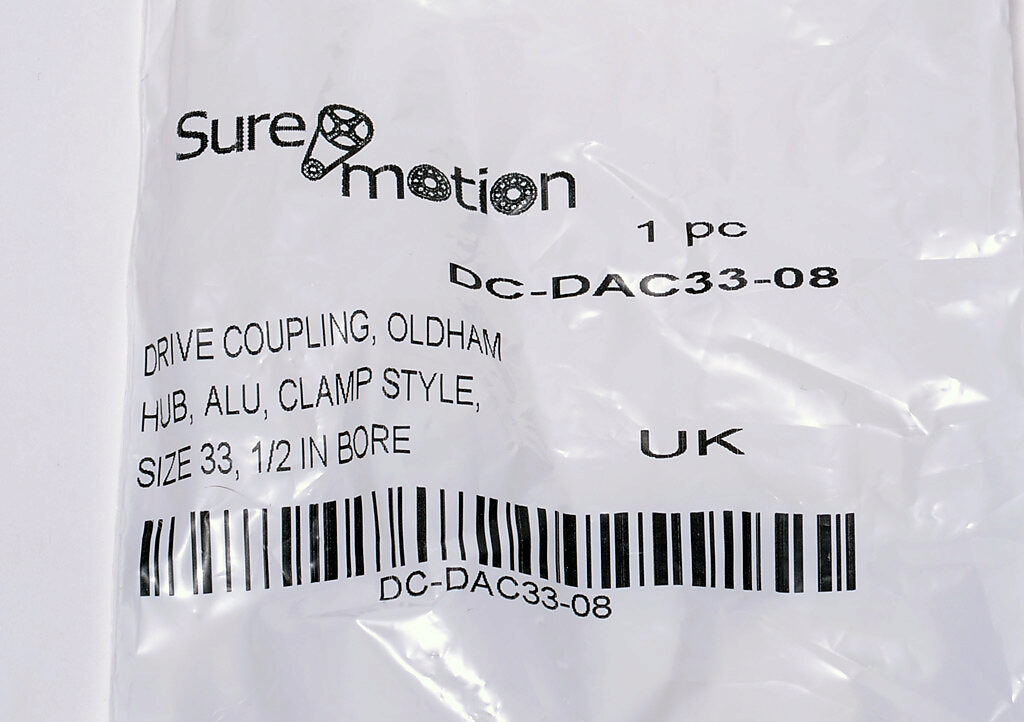 Sure motion
1 pc
DC-DAC33-08
DRIVE COUPLING, OLDHAM
HUB, ALU, CLAMP STYLE,
SIZE 33, 1/2 IN BORE
UK
DC-DAC33-08